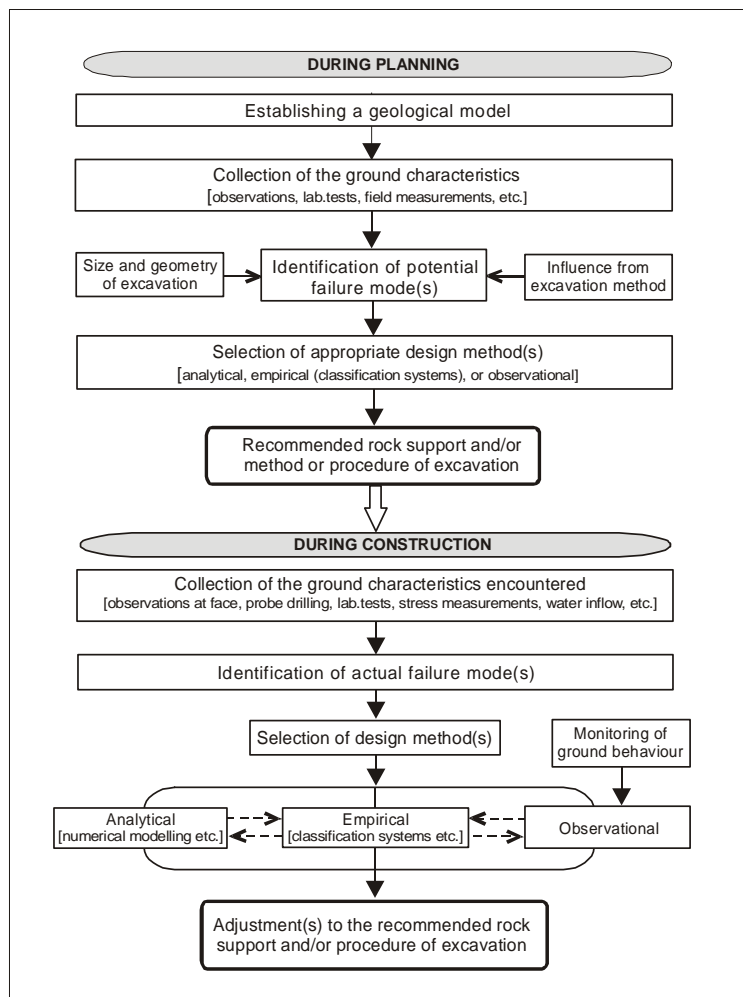 DURING PLANNING
Establishing a geological model
Collection of the ground characteristics
[observations, lab.tests, field measurements, etc.]
Size and geometry
of excavation
Identification of potential
failure mode(s)
Influence from
excavation method
Selection of appropriate design method(s)
[analytical, empirical (classification systems), or observational]
Recommended rock support and/or
method or procedure of excavation
DURING CONSTRUCTION
Collection of the ground characteristics encountered
[observations at face, probe drilling, lab.tests, stress measurements, water inflow, etc.]
Identification of actual failure mode(s)
Selection of design method(s)
Monitoring of
ground behaviour
Analytical
[numerical modelling etc.]
Empirical
[classification systems etc.]
Observational
Adjustment(s) to the recommended rock
support and/or procedure of excavation